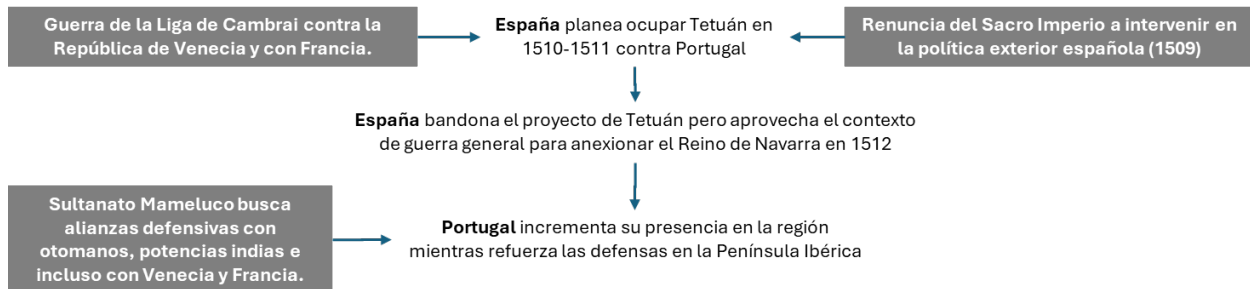 Guerra de la Liga de Cambrai contra la
República de Venecia y con Francia.
España planea ocupar Tetuán en
1510-1511 contra Portugal
Renuncia del Sacro Imperio a intervenir en
la política exterior española (1509)
España bandona el proyecto de Tetuán pero aprovecha el contexto
de guerra general para anexionar el Reino de Navarra en 1512
Sultanato Mameluco busca
alianzas defensivas con
otomanos, potencias indias e
incluso con Venecia y Francia.
Portugal incrementa su presencia en la región
mientras refuerza las defensas en la Península Ibérica